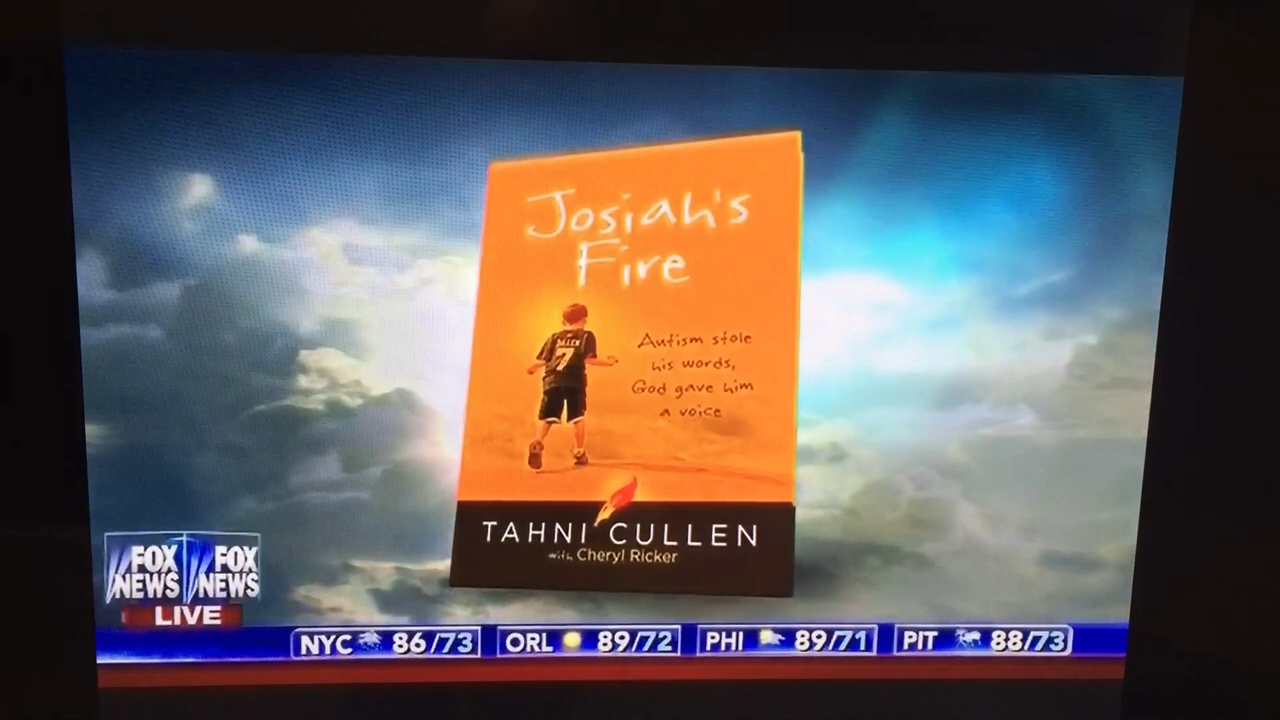 Josiah's
Fire
Autism stole
his words,
God gave him
a voice
7
TAHNI CULLEN
with Cheryl Ricker
FOX NEWS FOX NEWS
LIVE
NYC 86/73 ORL 89/72 PHI 89/71 PIT 88/73